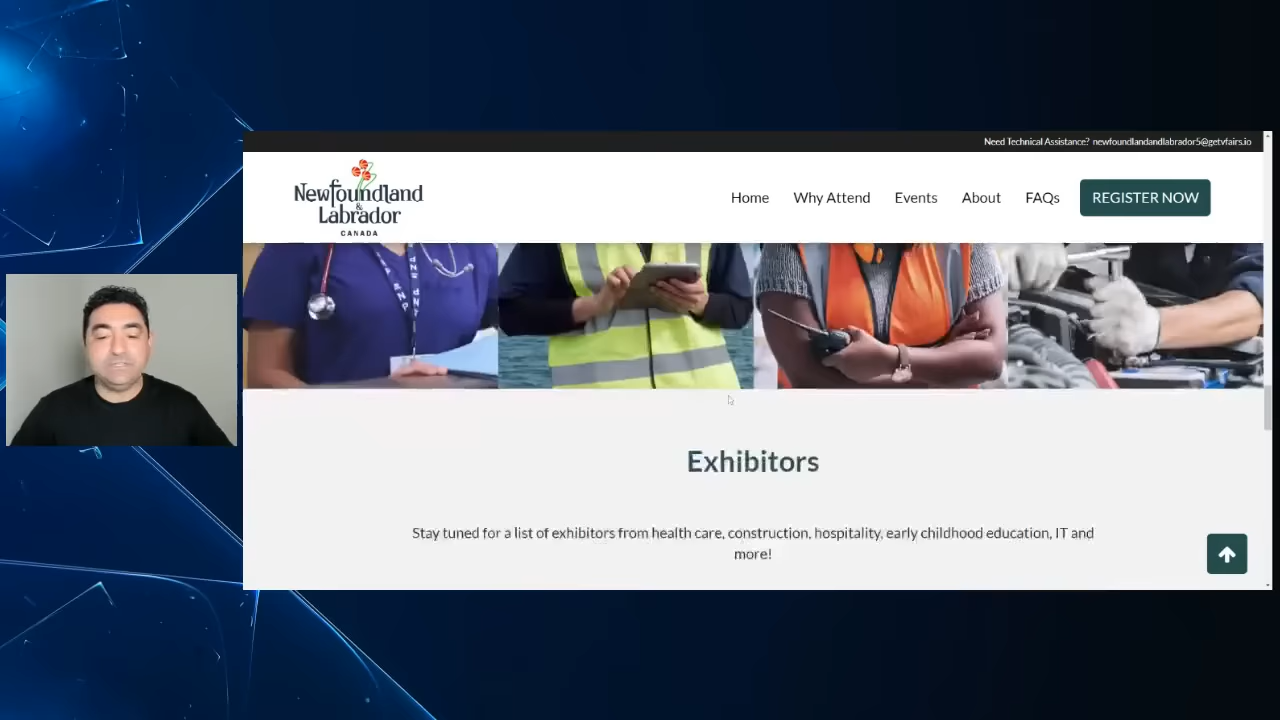 Need Technical Assistance? newfoundlandandlabrador5@getvfairs.io
Newfoundland
&
Labrador
CANADA
Home Why Attend Events About FAQs REGISTER NOW
Exhibitors
Stay tuned for a list of exhibitors from health care, construction, hospitality, early childhood education, IT and
more!